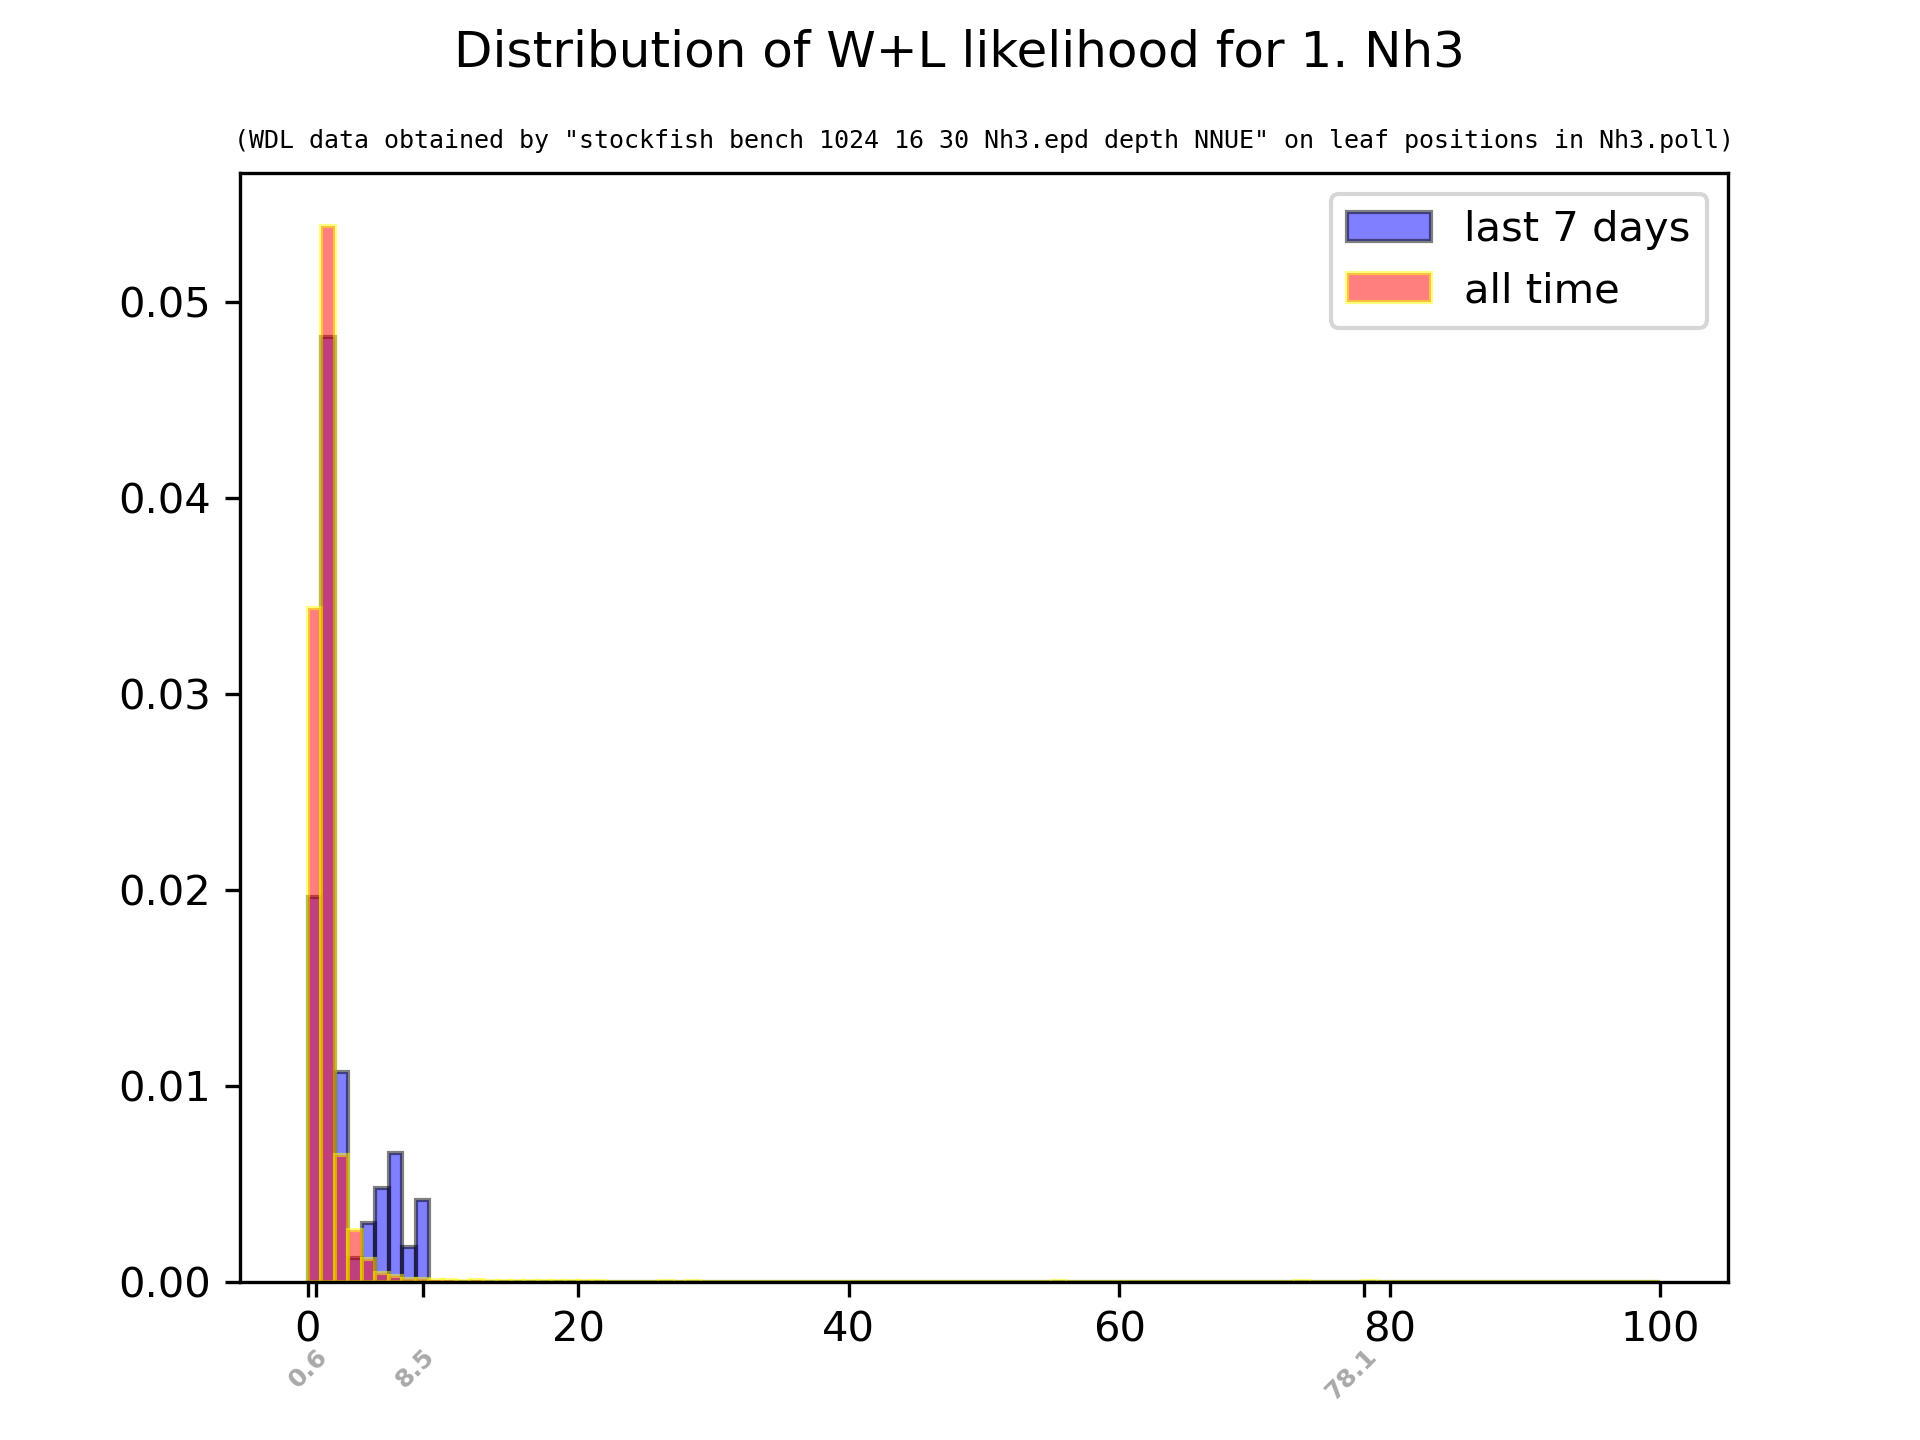 Distribution of W+L likelihood for 1. Nh3
(WDL data obtained by "stockfish bench 1024 16 30 Nh3.epd depth NNUE" on leaf positions in Nh3.poll)
last 7 days
all time
0.05
0.04
0.03
0.02
0.01
0.00
0 20 40 60 80 100
0.6 8.5 78.1